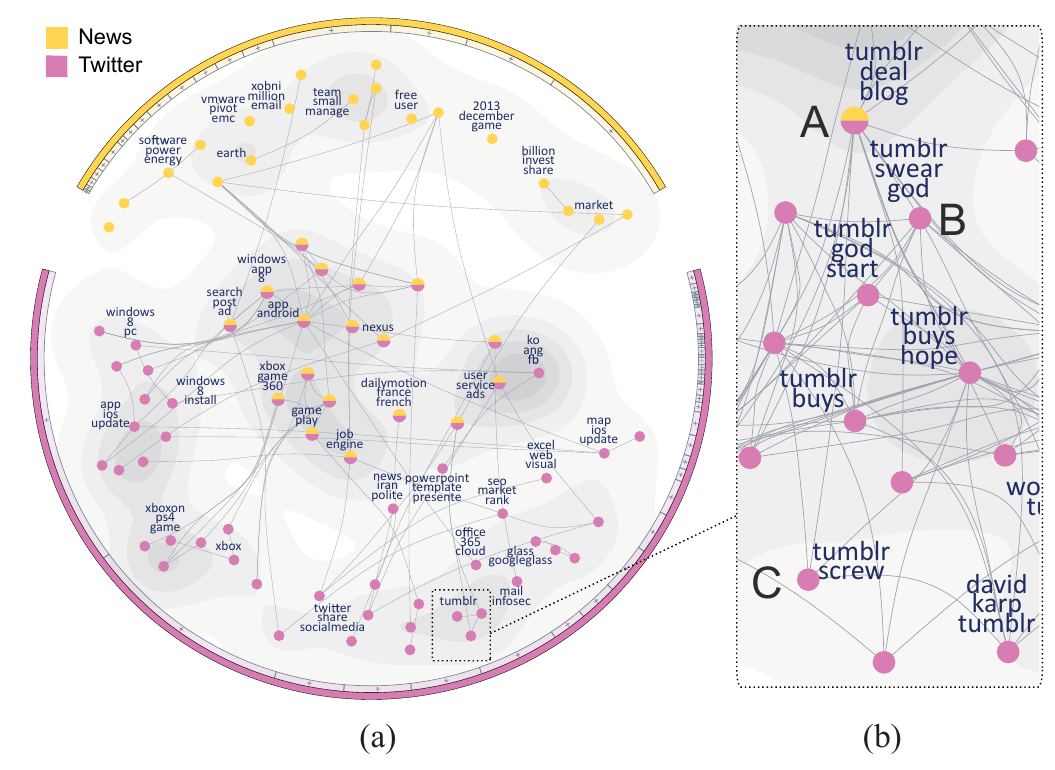 News
Twitter
xobni
million
email
vmware
pivot
emc
team
small
manage
free
user
2013
december
game
software
power
energy
earth
billion
invest
share
market
windows
app
8
search
post
ad
app
android
nexus
windows
8
pc
ko
ang
fb
xbox
game
360
user
service
ads
dailymotion
france
french
windows
8
install
app
ios
update
game
play
job
engine
map
ios
update
excel
web
visual
news
iran
polite
powerpoint
template
presente
seo
market
rank
xboxon
ps4
game
xbox
office
365
cloud
glass
googleglass
mail
infosec
twitter
share
socialmedia
tumblr
(a)
tumblr
deal
blog
A
tumblr
swear
god
B
tumblr
god
start
tumblr
buys
hope
tumblr
buys
wo
tu
tumblr
screw
C
david
karp
tumblr
(b)